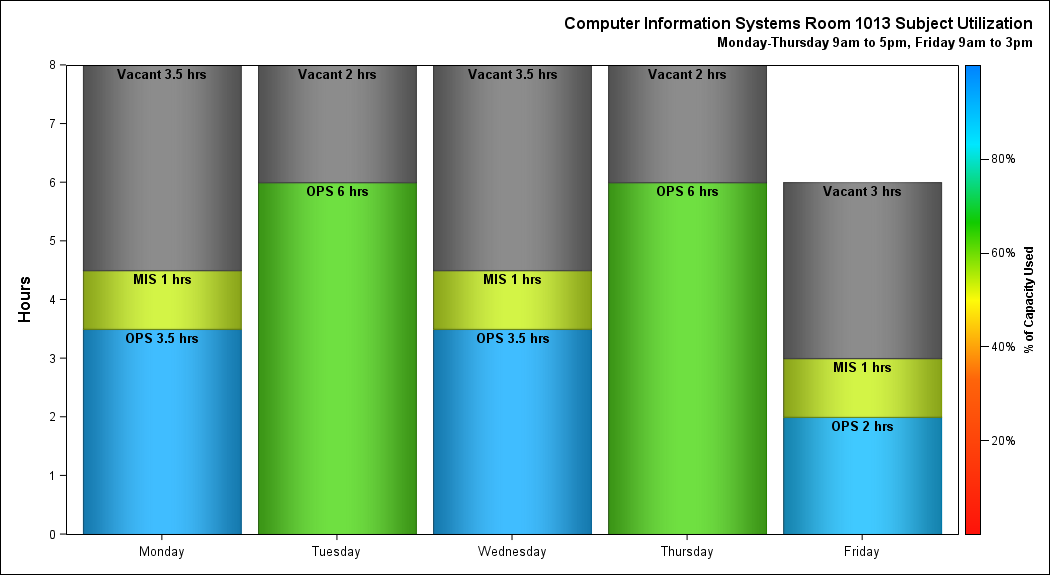 Computer Information Systems Room 1013 Subject Utilization
Monday-Thursday 9am to 5pm, Friday 9am to 3pm
Hours
8
7
6
5
4
3
2
1
0
Vacant 3.5 hrs
MIS 1 hrs
OPS 3.5 hrs
Vacant 2 hrs
OPS 6 hrs
Vacant 3.5 hrs
MIS 1 hrs
OPS 3.5 hrs
Vacant 2 hrs
OPS 6 hrs
Vacant 3 hrs
MIS 1 hrs
OPS 2 hrs
Monday
Tuesday
Wednesday
Thursday
Friday
80%
60%
40%
20%
% of Capacity Used